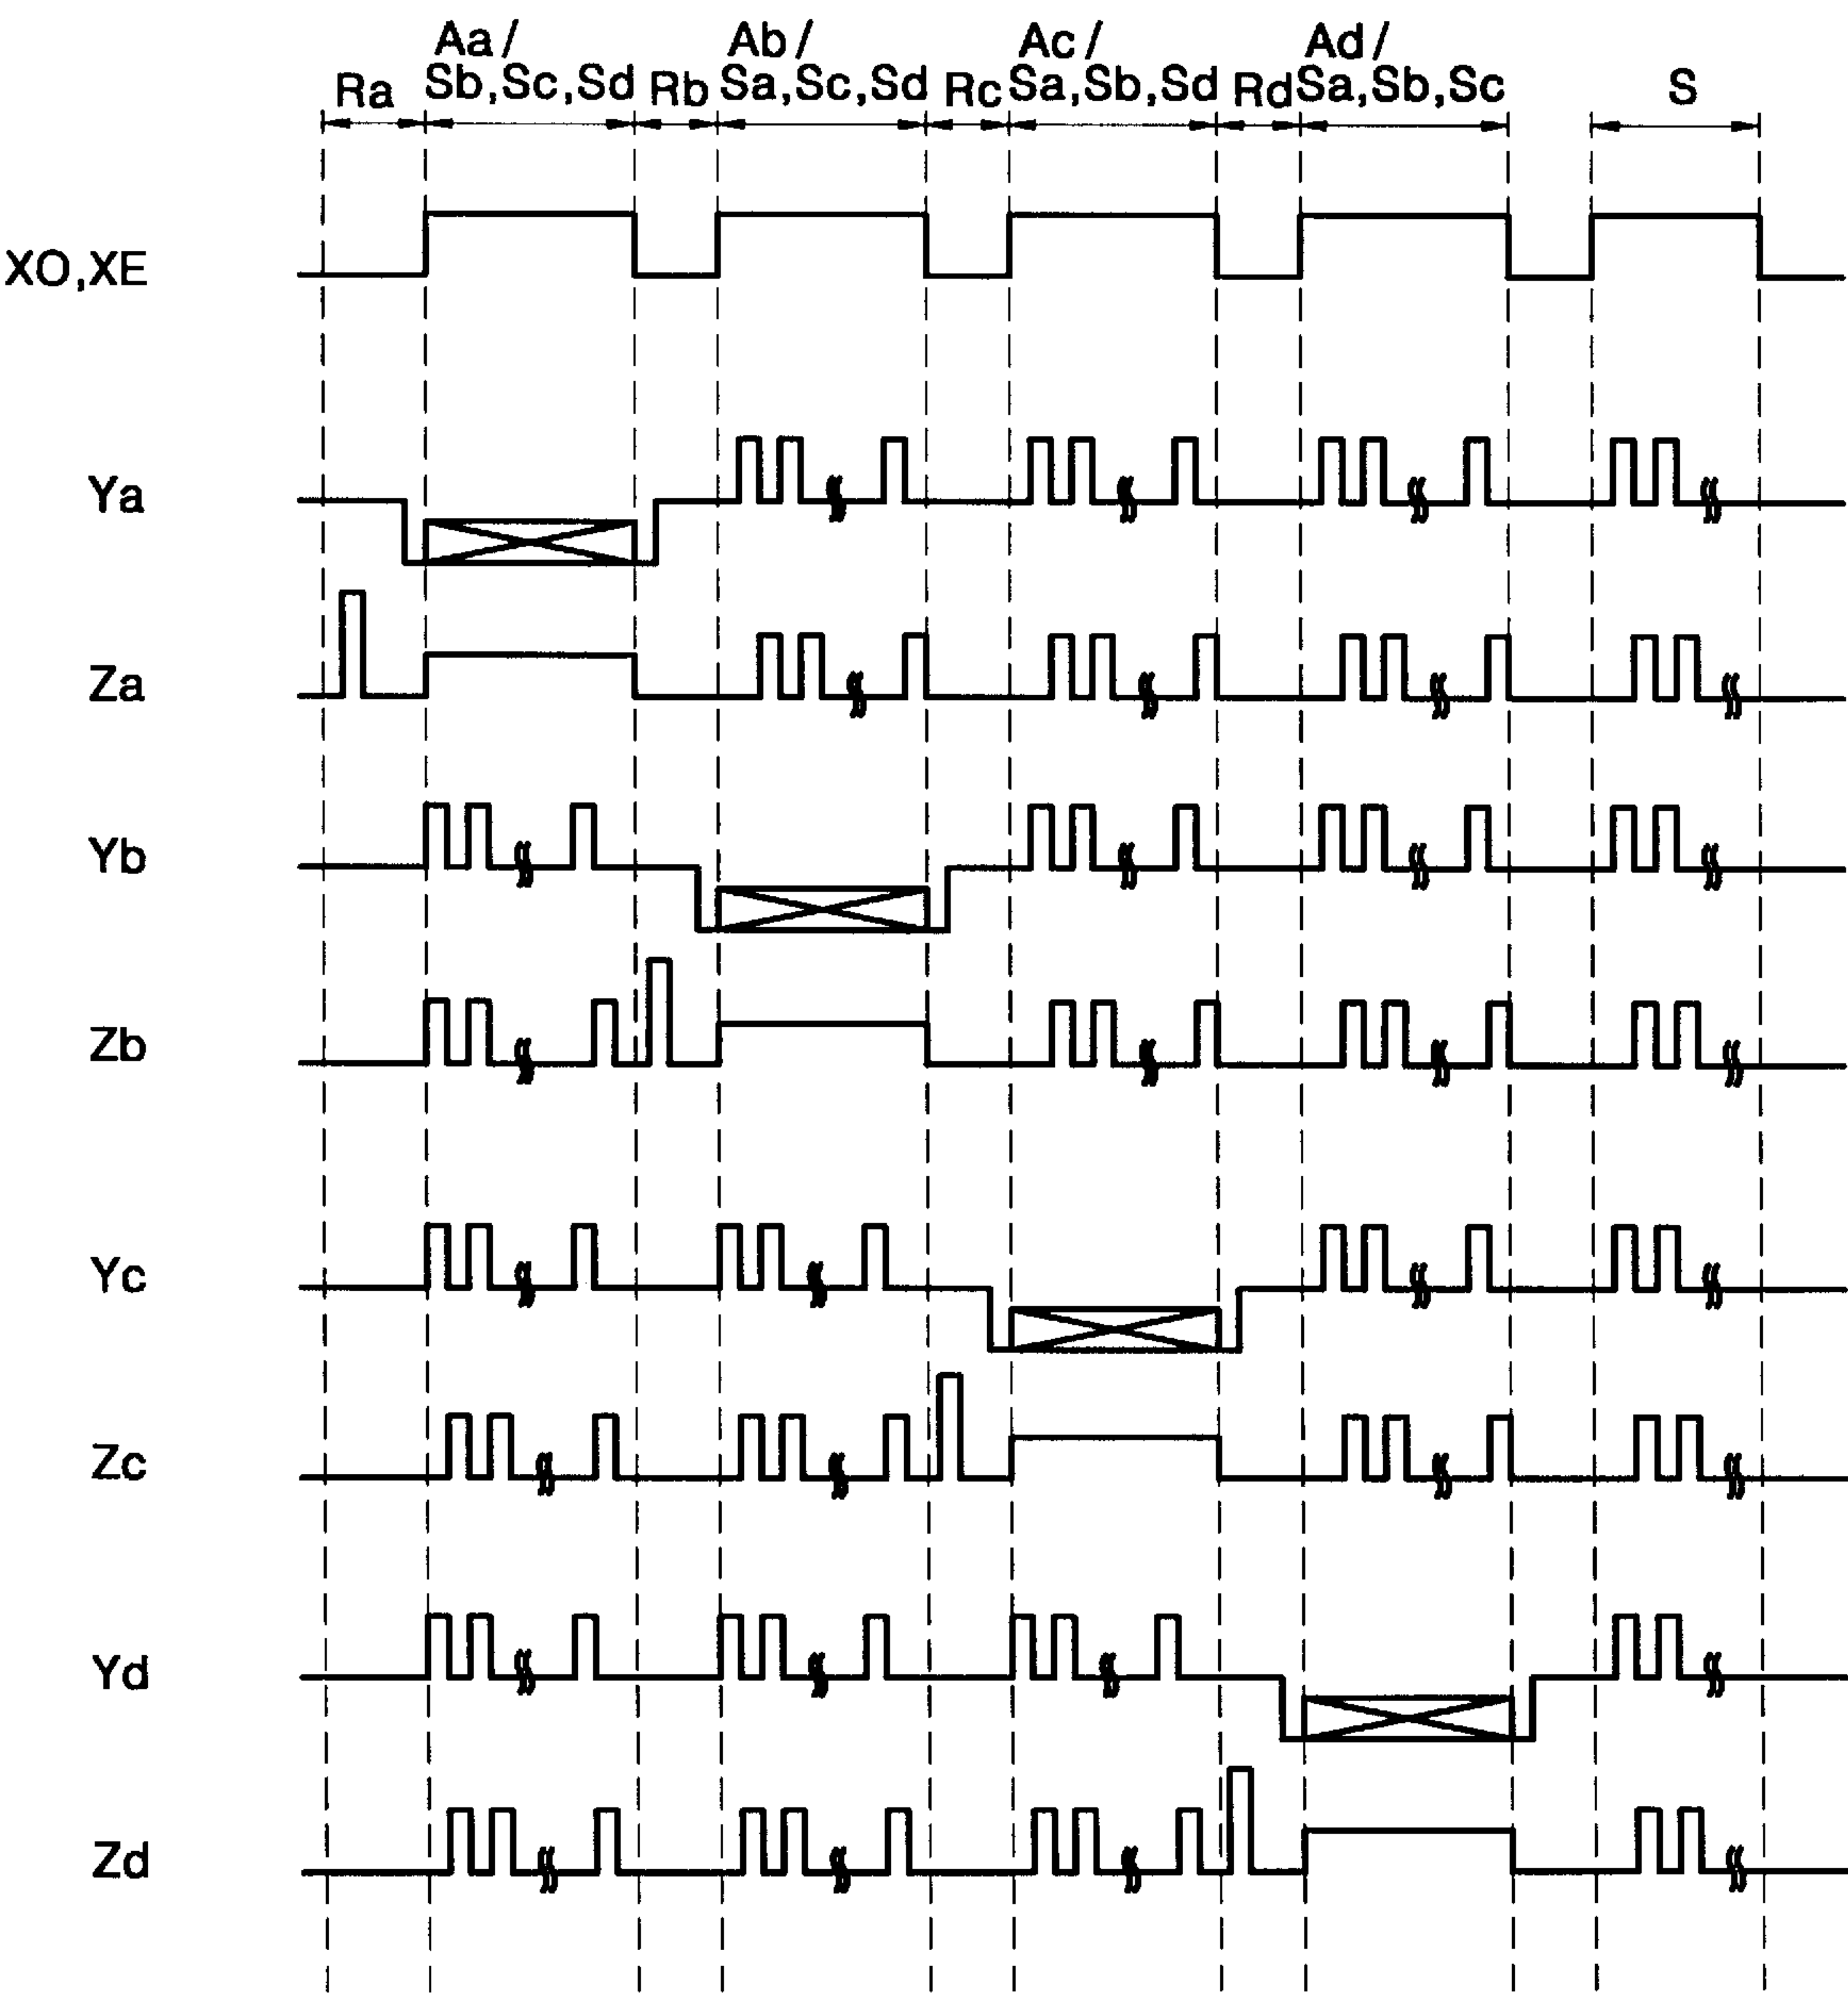 Ra
Aa/
Sb,Sc,Sd
Rb
Ab/
Sa,Sc,Sd
Rc
Ac/
Sa,Sb,Sd
Rd
Ad/
Sa,Sb,Sc
S
XO,XE
Ya
Za
Yb
Zb
Yc
Zc
Yd
Zd